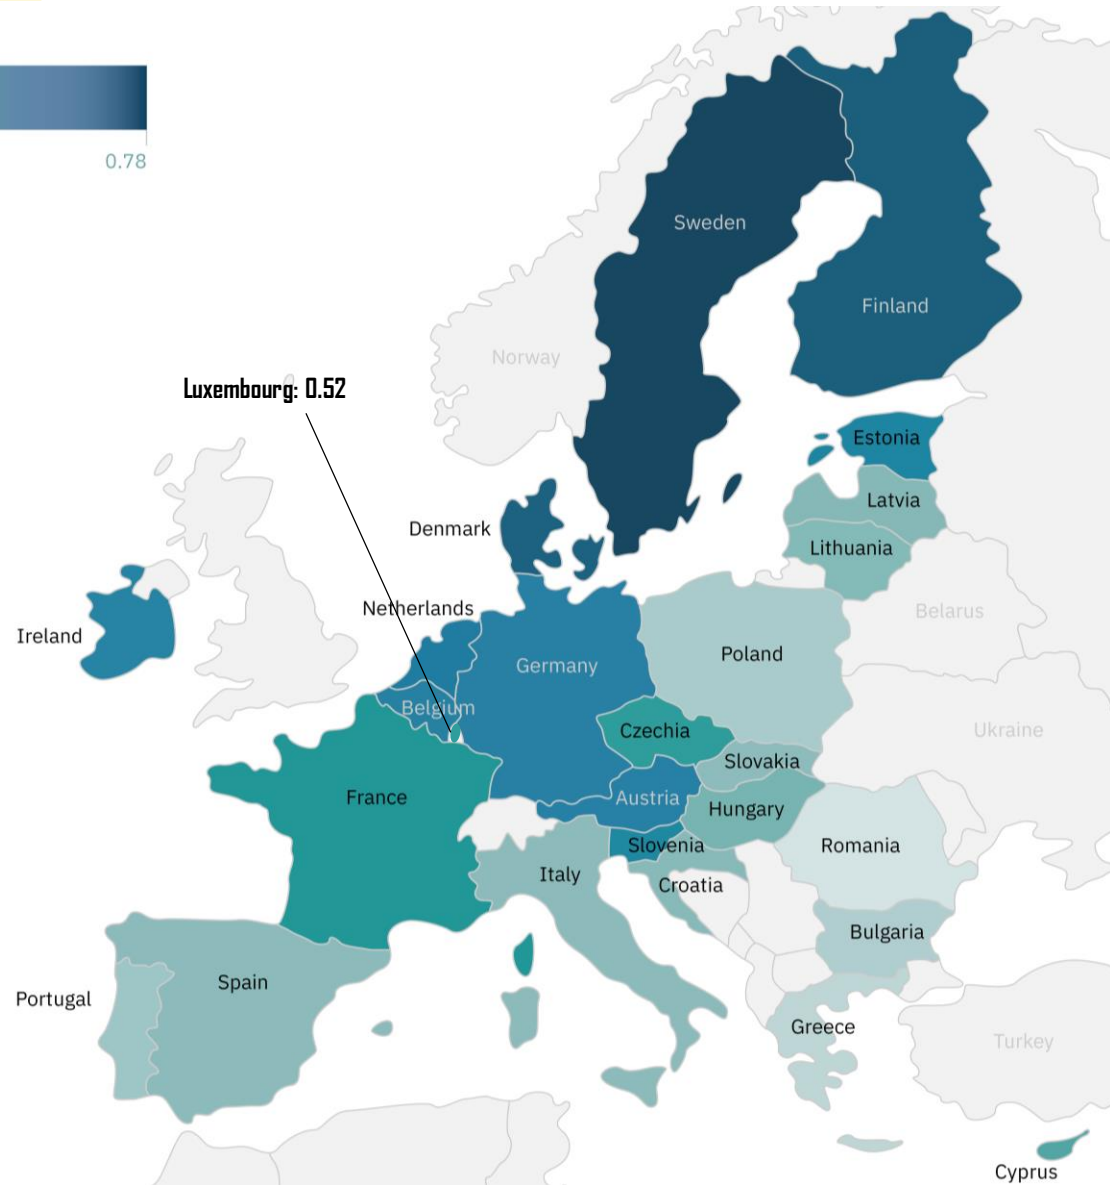 0.78
Sweden
Finland
Norway
Luxembourg: 0.52
Estonia
Latvia
Denmark
Lithuania
Netherlands
Belarus
Ireland
Poland
Germany
Belgium
Czechia
Ukraine
Slovakia
France
Austria
Hungary
Slovenia
Romania
Italy
Croatia
Bulgaria
Spain
Portugal
Greece
Turkey
Cyprus